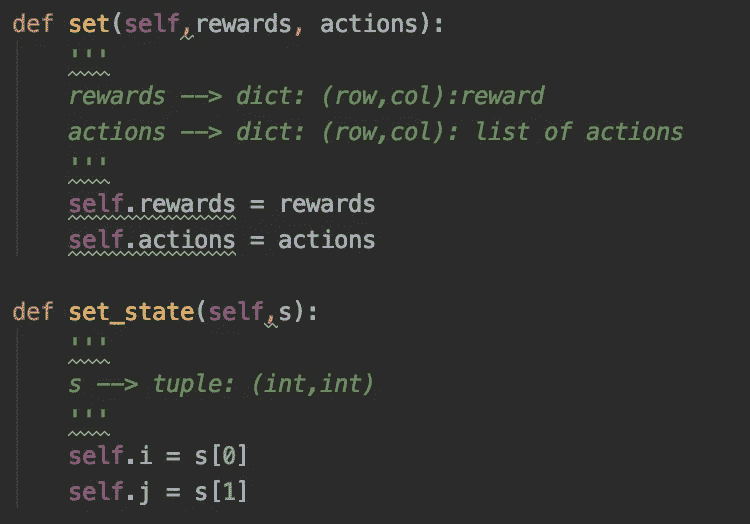 def set(self,rewards, actions):
    '''
    rewards --> dict: (row,col):reward
    actions --> dict: (row,col): list of actions
    '''
    self.rewards = rewards
    self.actions = actions

def set_state(self,s):
    '''
    s --> tuple: (int,int)
    '''
    self.i = s[0]
    self.j = s[1]